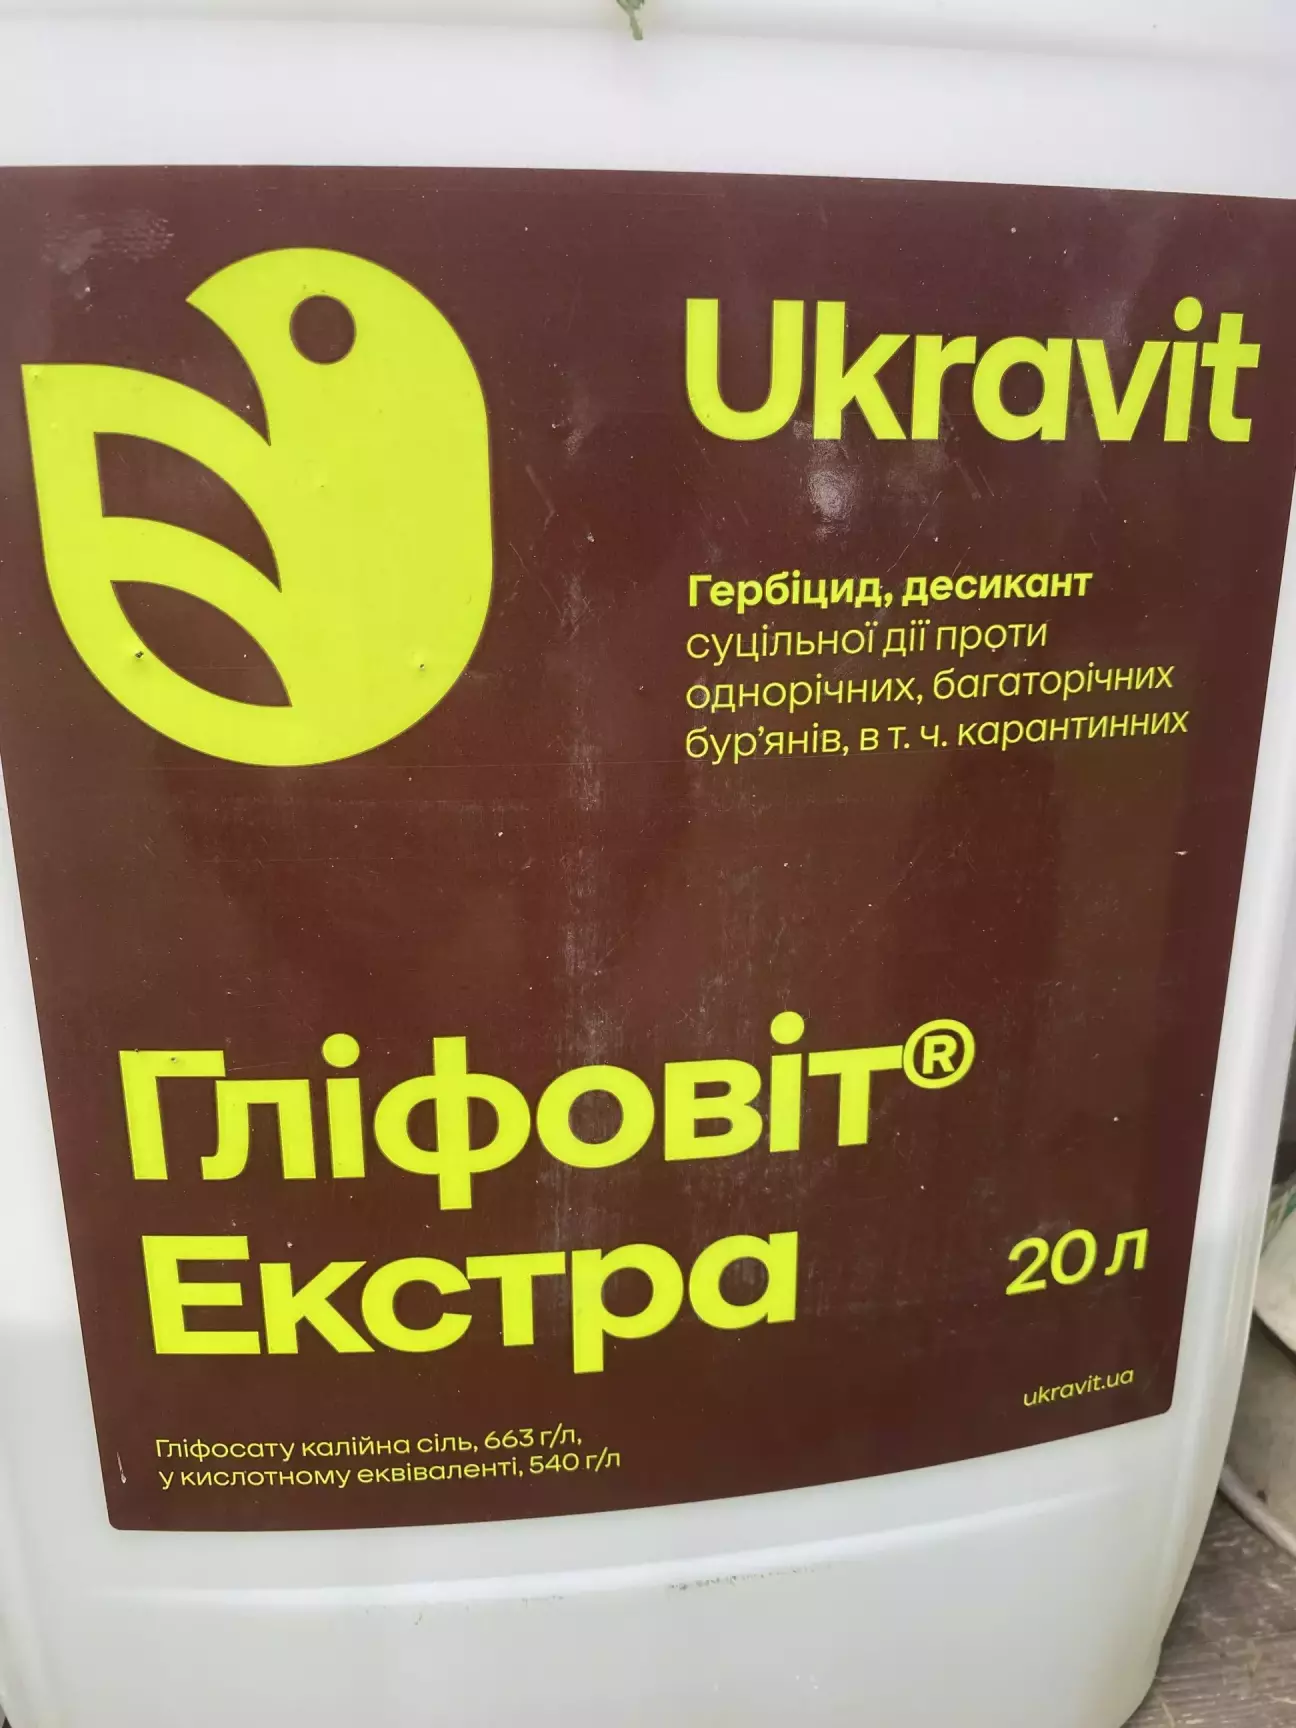 Ukravit
Гербіцид, десикант
суцільної дії проти
однорічних, багаторічних
бур'янів, в т. ч. карантинних
Гліфовіт®
Екстра
20 л
ukravit.ua
Гліфосату калійна сіль, 663 г/л,
у кислотному еквіваленті, 540 г/л